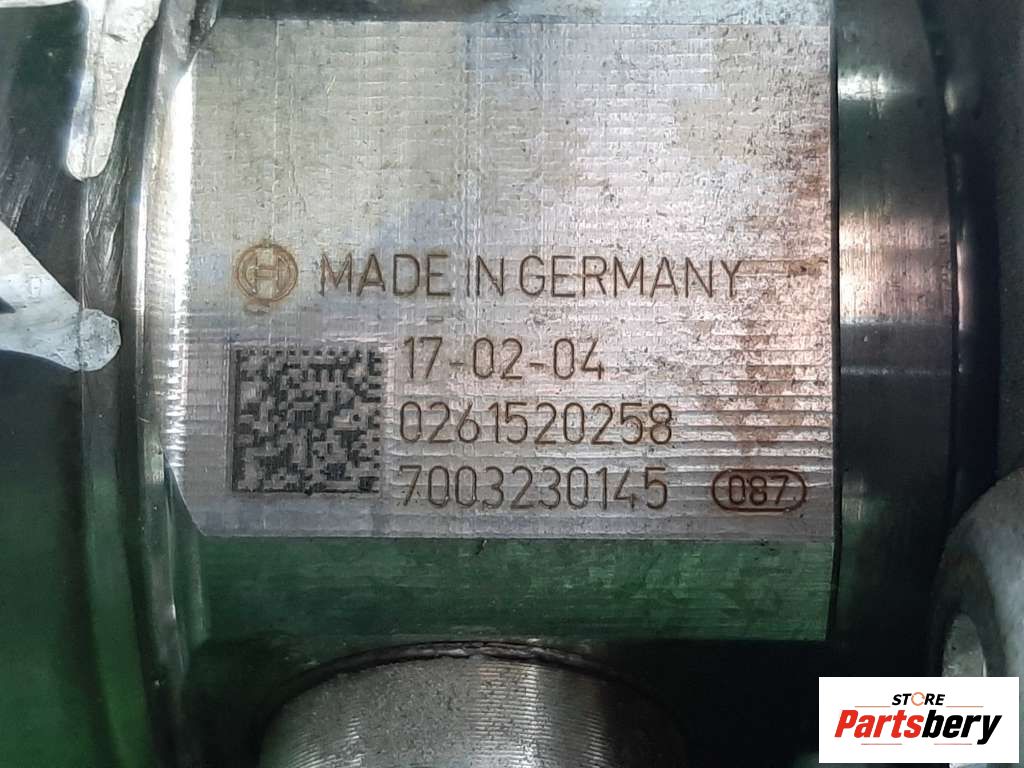 MADE IN GERMANY
17-02-04
0261520258
7003230145 087
STORE
Partsbery